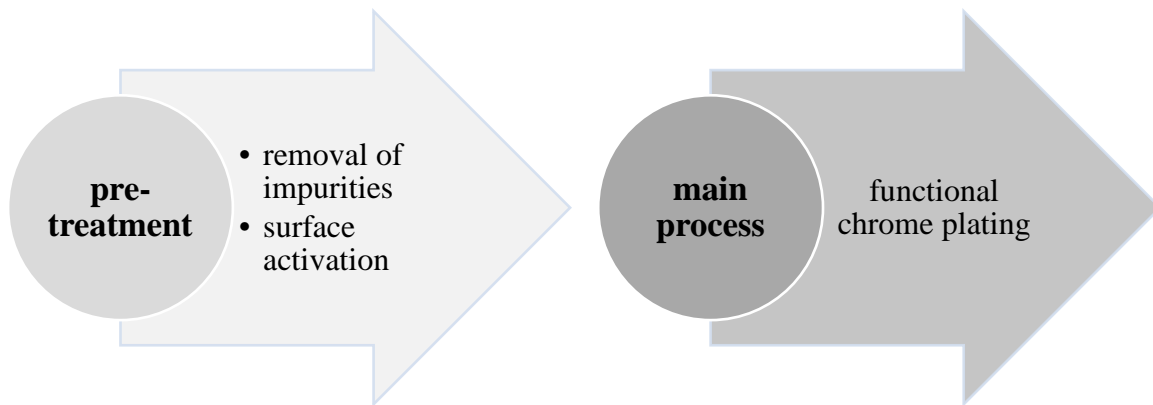 pre-
treatment
• removal of
impurities
• surface
activation
main
process
functional
chrome plating